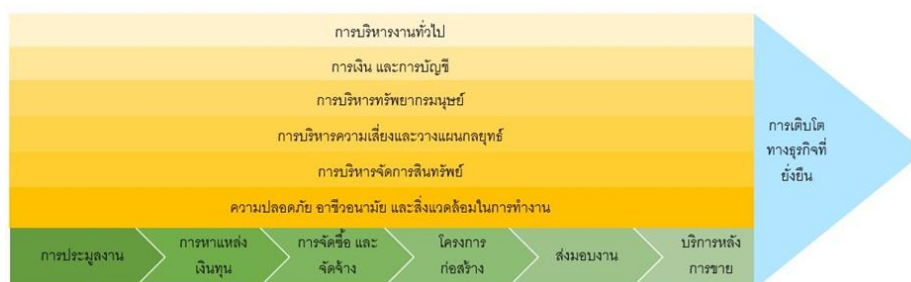 การบริหารงานทั่วไป
การเงิน และการบัญชี
การบริหารทรัพยากรมนุษย์
การบริหารความเสี่ยงและวางแผนกลยุทธ์
การบริหารจัดการสินทรัพย์
ความปลอดภัย อาชีวอนามัย และสิ่งแวดล้อมในการทำงาน
การประมูลงาน
การหาแหล่ง
เงินทุน
การจัดซื้อ และ
จัดจ้าง
โครงการ
ก่อสร้าง
ส่งมอบงาน
บริการหลัง
การขาย
การเติบโต
ทางธุรกิจที่
ยั่งยืน